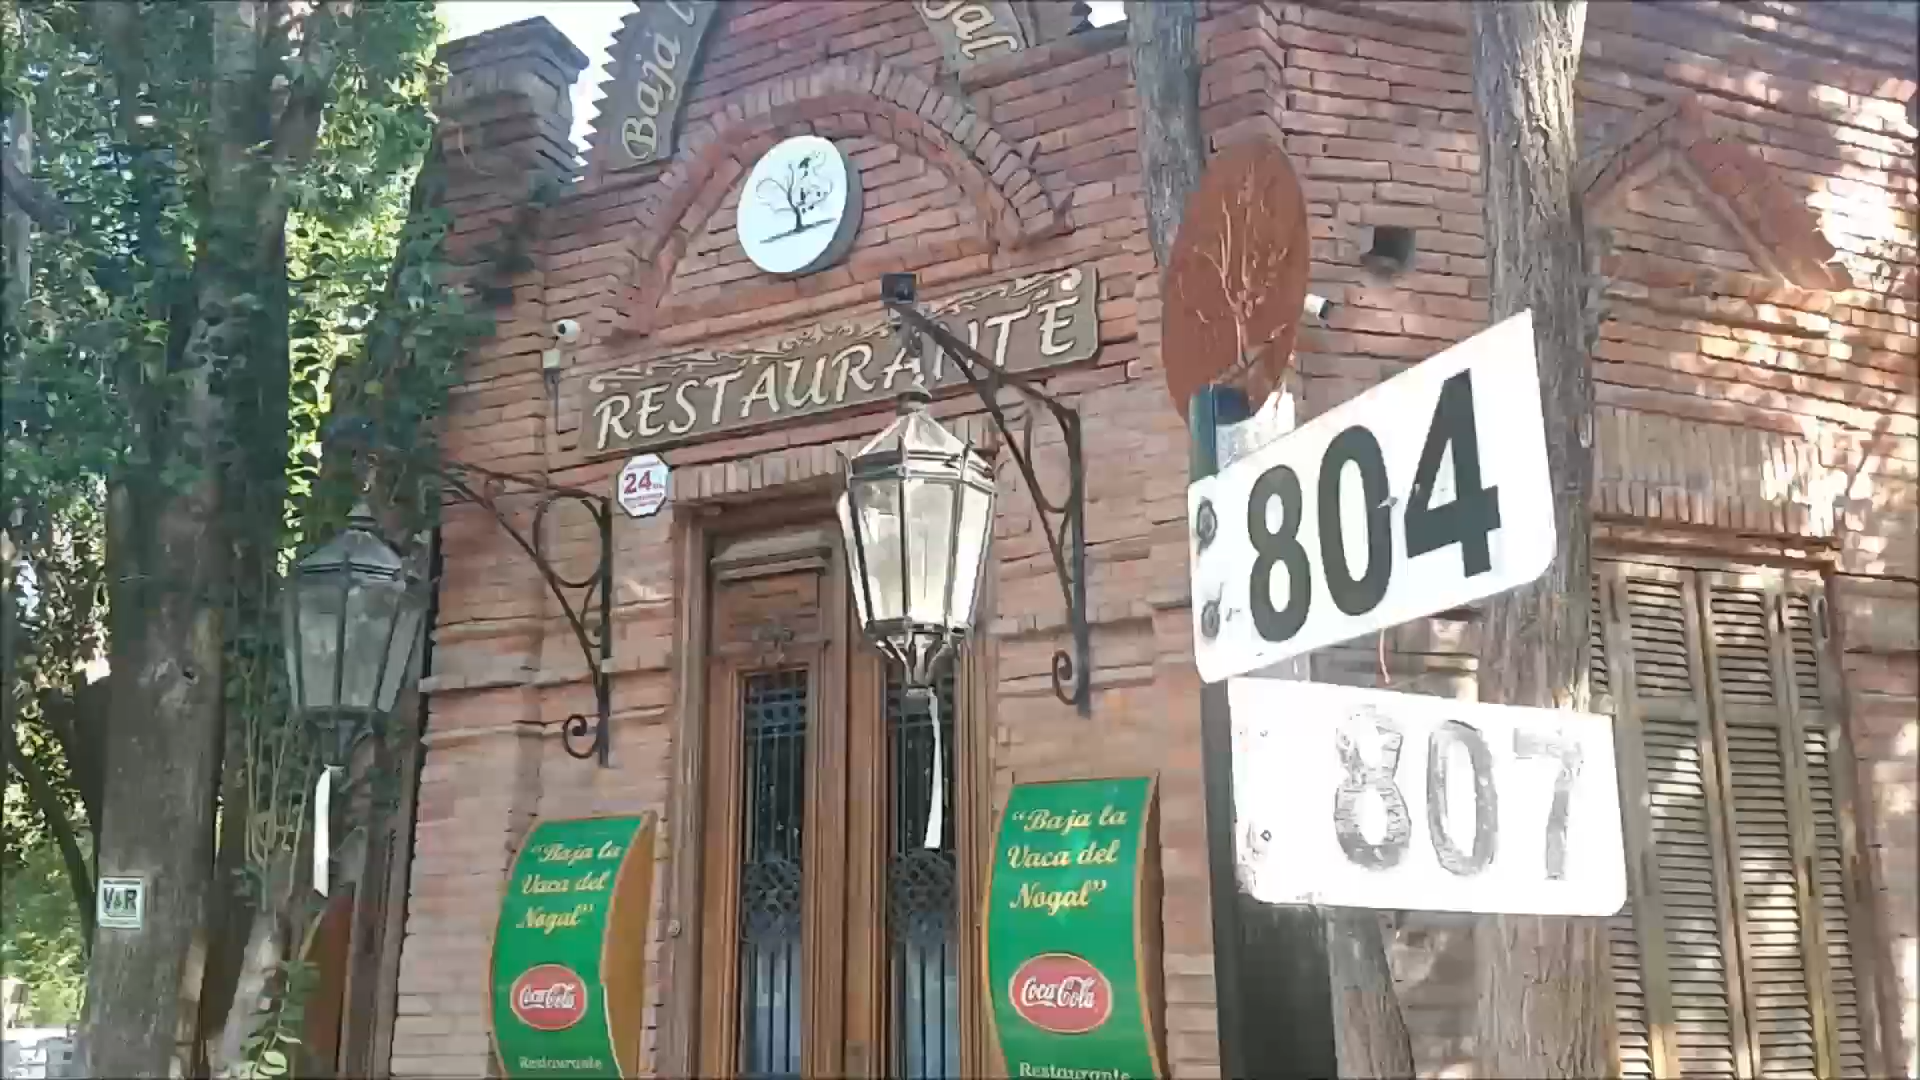 Baja
RESTAURANTE
24
804
807
"Baja la
Vaca del
Nogal"
Coca-Cola
Restaurante
"Baja la
Vaca del
Nogal"
Coca-Cola
Restaurante
V&R